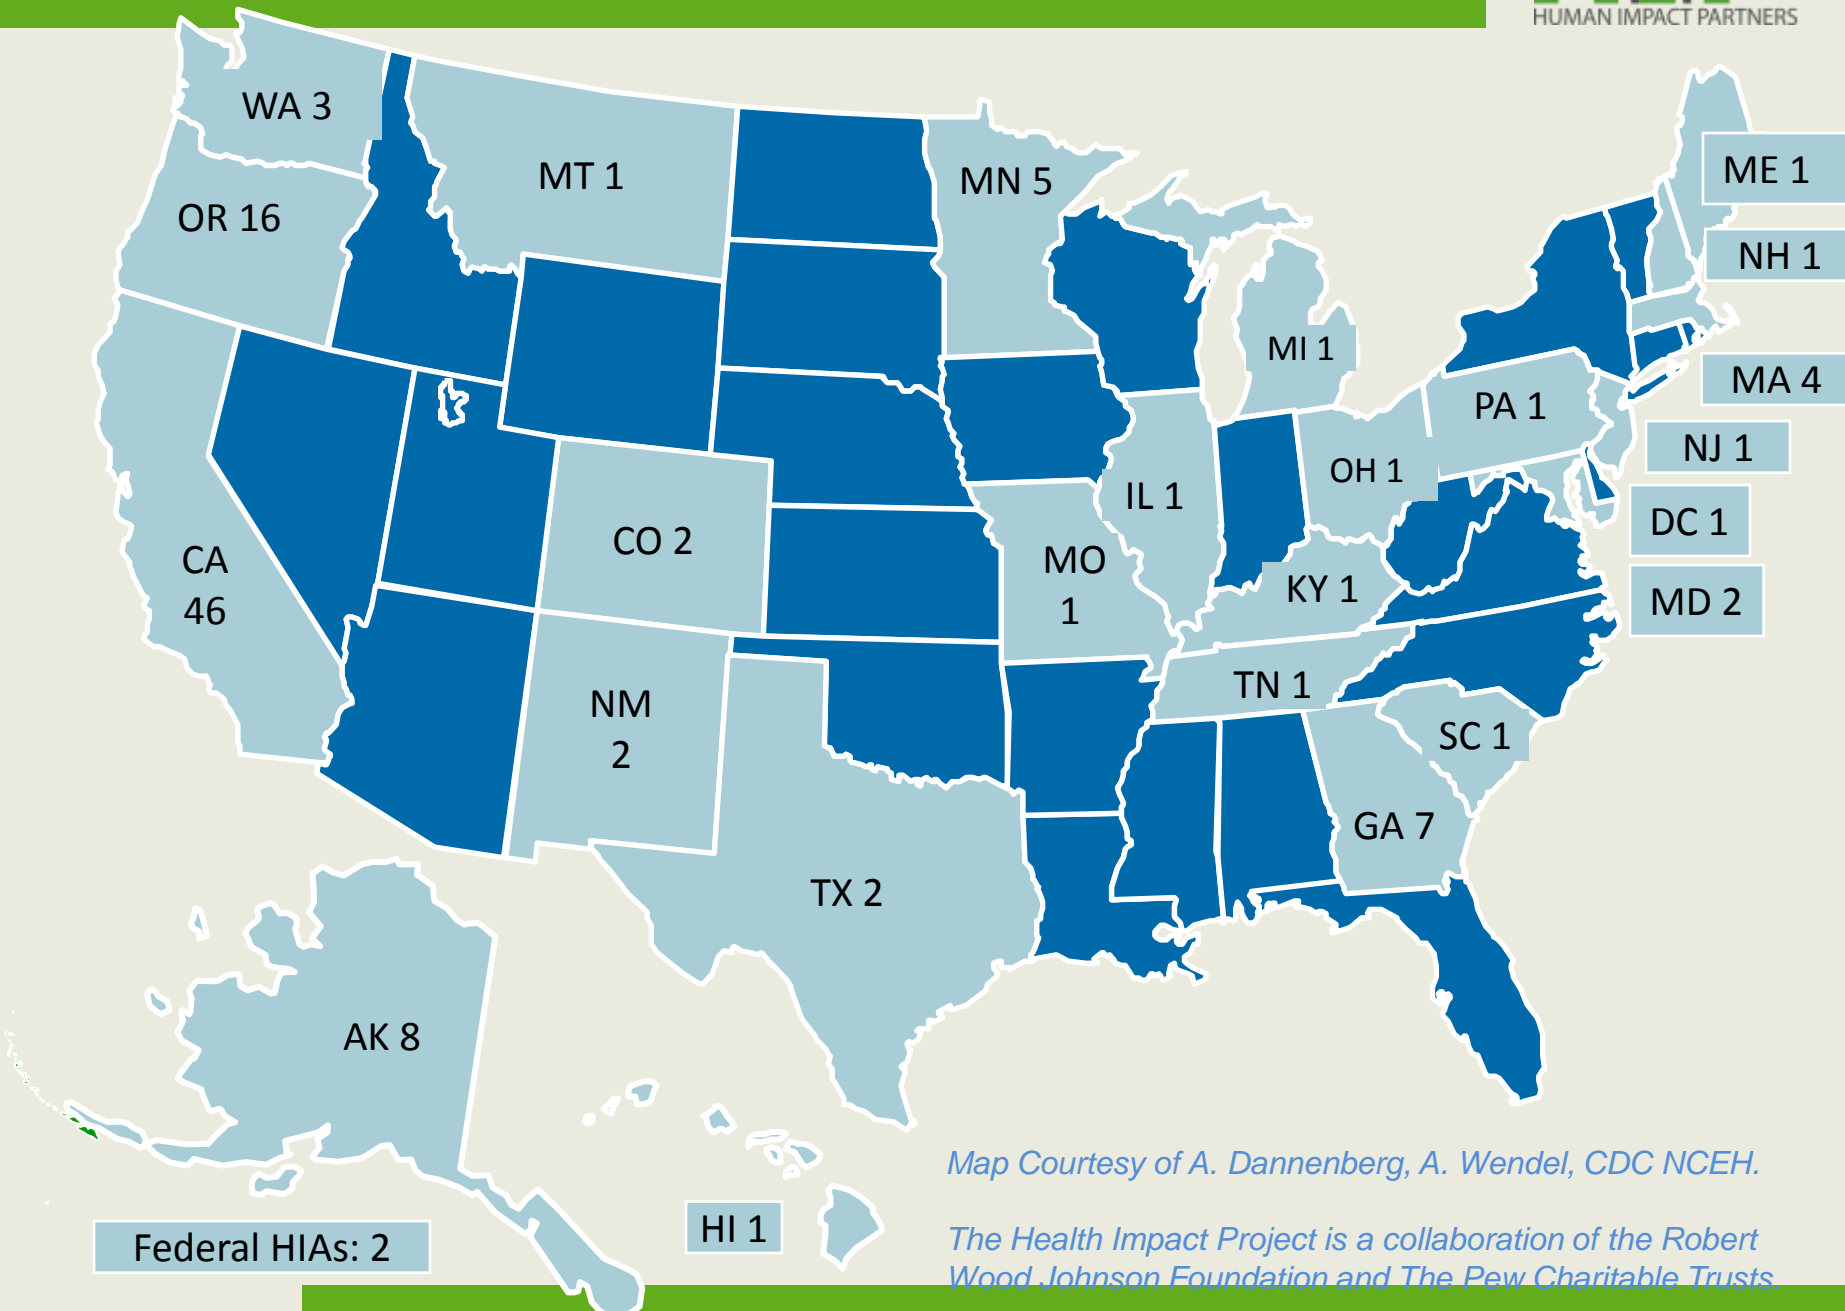 HUMAN IMPACT PARTNERS
WA 3
MT 1
MN 5
ME 1
OR 16
NH 1
MI 1
MA 4
PA 1
NJ 1
OH 1
IL 1
DC 1
CO 2
CA
46
MO
1
KY 1
MD 2
NM
2
TN 1
SC 1
GA 7
TX 2
AK 8
HI 1
Federal HIAs: 2
Map Courtesy of A. Dannenberg, A. Wendel, CDC NCEH.
The Health Impact Project is a collaboration of the Robert
Wood Johnson Foundation and The Pew Charitable Trusts.